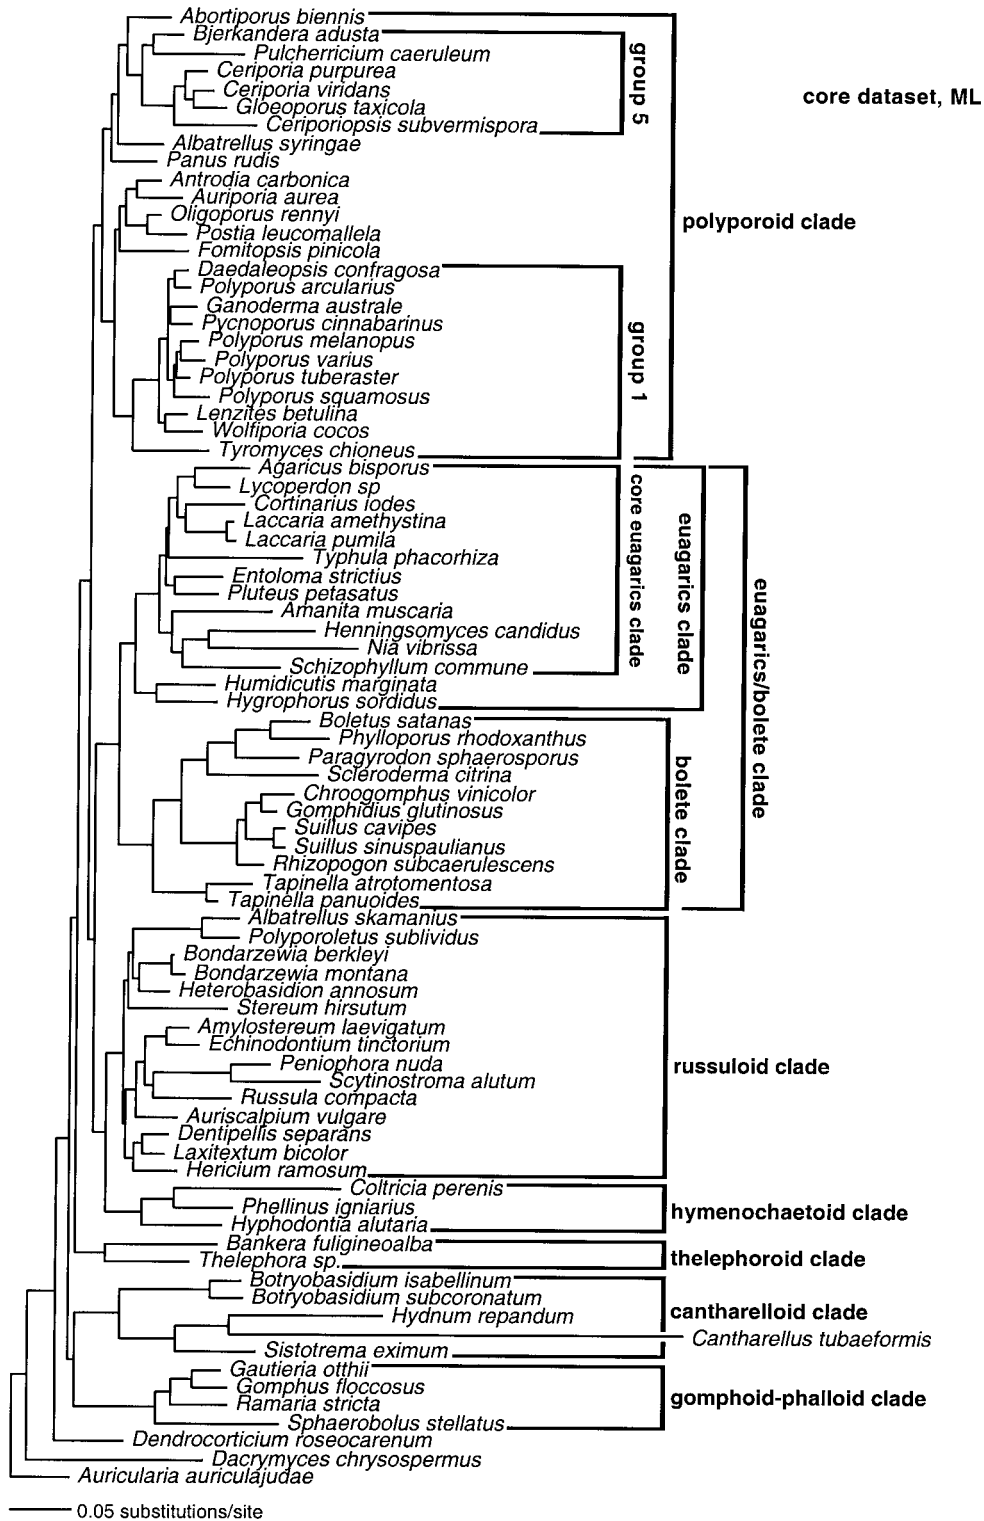 Abortiporus biennis
Bjerkandera adusta
Pulcherricium caeruleum
Ceriporia purpurea
Ceriporia viridans
Gloeoporus taxicola
Ceriporiopsis subvermispora
group 5
core dataset, ML
Albatrellus syringae
Panus rudis
Antrodia carbonica
Auriporia aurea
Oligoporus rennyi
Postia leucomallela
Fomitopsis pinicola
polyporoid clade
Daedaleopsis confragosa
Polyporus arcularius
Ganoderma australe
Pycnoporus cinnabarinus
Polyporus melanopus
Polyporus varius
Polyporus tuberaster
Polyporus squamosus
Lenzites betulina
Wolfiporia cocos
Tyromyces chioneus
group 1
Agaricus bisporus
Lycoperdon sp
Cortinarius iodes
Laccaria amethystina
Laccaria pumila
Typhula phacorhiza
Entoloma strictius
Pluteus petasatus
Amanita muscaria
Henningsomyces candidus
Nia vibrissa
Schizophyllum commune
core euagarics clade
Humidicutis marginata
Hygrophorus sordidus
euagarics clade
Boletus satanas
Phylloporus rhodoxanthus
Paragyrodon sphaerosporus
Scleroderma citrina
Chroogomphus vinicolor
Gomphidius glutinosus
Suillus cavipes
Suillus sinuspaulianus
Rhizopogon subcaerulescens
Tapinella atrotomentosa
Tapinella panuoides
bolete clade
euagarics/bolete clade
Albatrellus skamanius
Polyporoletus sublividus
Bondarzewia berkleyi
Bondarzewia montana
Heterobasidion annosum
Stereum hirsutum
Amylostereum laevigatum
Echinodontium tinctorium
Peniophora nuda
Scytinostroma alutum
Russula compacta
Auriscalpium vulgare
Dentipellis separans
Laxitextum bicolor
Hericium ramosum
russuloid clade
Coltricia perenis
Phellinus igniarius
Hyphodontia alutaria
hymenochaetoid clade
Bankera fuligineoalba
Thelephora sp.
thelephoroid clade
Botryobasidium isabellinum
Botryobasidium subcoronatum
Hydnum repandum
Cantharellus tubaeformis
Sistotrema eximum
cantharelloid clade
Gautieria otthii
Gomphus floccosus
Ramaria stricta
Sphaerobolus stellatus
gomphoid-phalloid clade
Dendrocorticium roseocarenum
Dacrymyces chrysospermus
Auricularia auriculajudae
0.05 substitutions/site